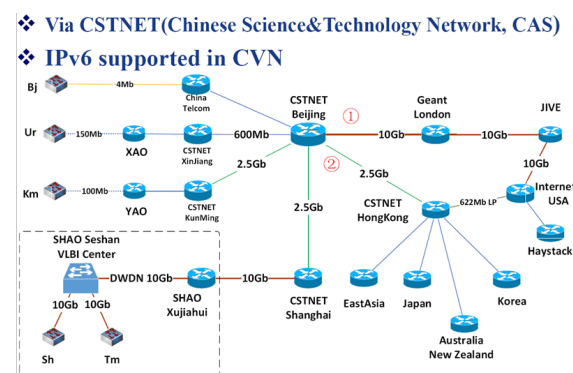 Via CSTNET(Chinese Science&Technology Network, CAS)
IPv6 supported in CVN
Bj
4Mb
China
Telcom
CSTNET
Beijing
①
Geant
London
JIVE
Ur
150Mb
XAO
CSTNET
XinJiang
600Mb
10Gb
10Gb
②
2.5Gb
2.5Gb
10Gb
Km
100Mb
YAO
CSTNET
KunMing
2.5Gb
CSTNET
HongKong
622Mb LP
Internet
USA
Haystack
SHAO Seshan
VLBI Center
DWDN 10Gb
SHAO
Xujiahui
10Gb
CSTNET
Shanghai
10Gb
10Gb
Sh
Tm
EastAsia
Japan
Korea
Australia
New Zealand